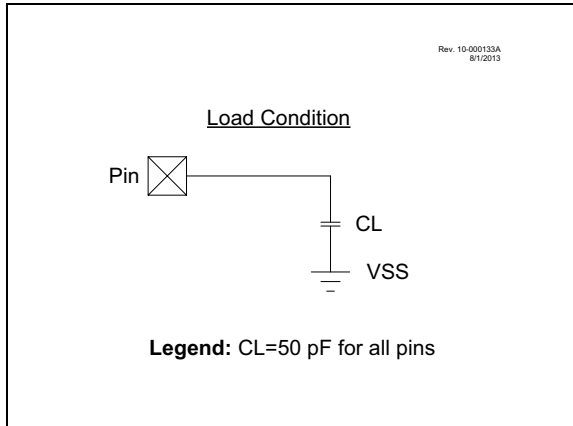 Rev. 10-000133A
8/1/2013
Load Condition
Pin
CL
VSS
Legend: CL=50 pF for all pins